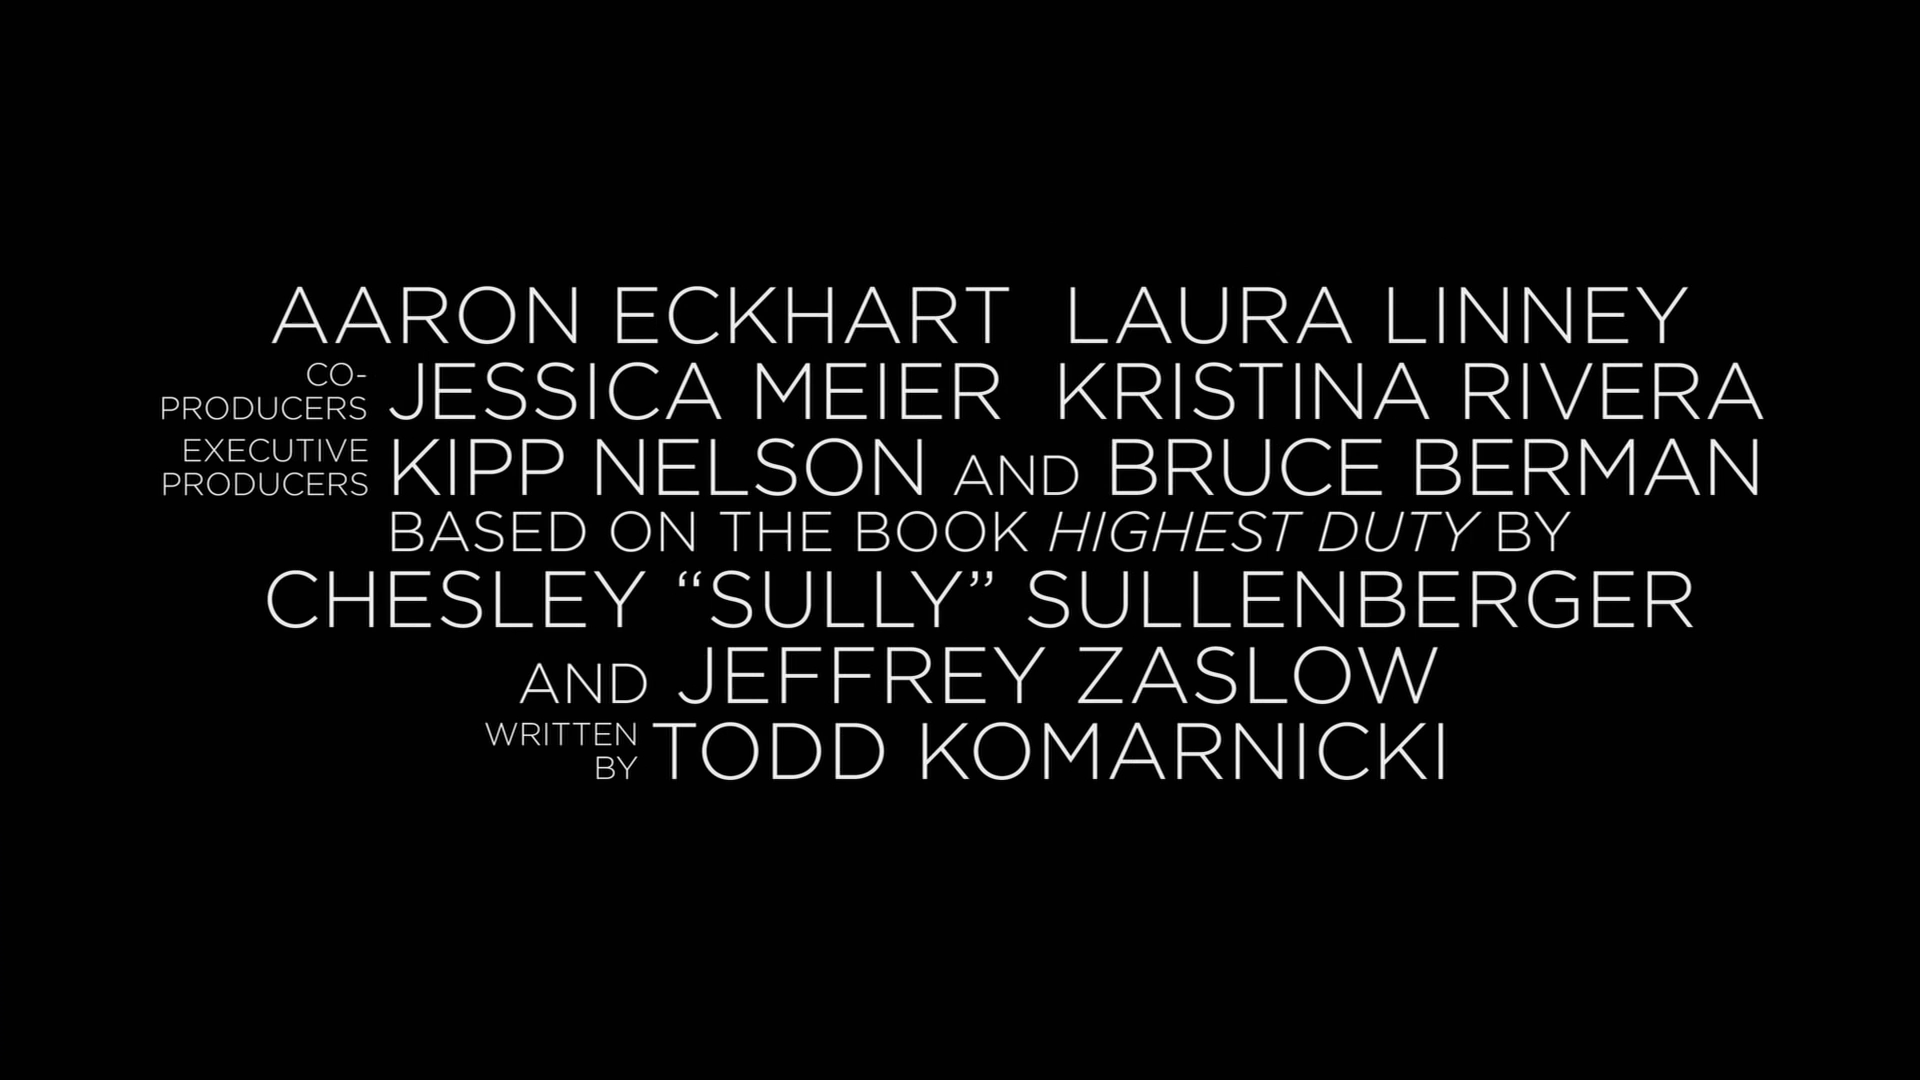 AARON ECKHART LAURA LINNEY
CO-PRODUCERS JESSICA MEIER KRISTINA RIVERA
EXECUTIVE PRODUCERS KIPP NELSON AND BRUCE BERMAN
BASED ON THE BOOK HIGHEST DUTY BY
CHESLEY “SULLY” SULLENBERGER
AND JEFFREY ZASLOW
WRITTEN BY TODD KOMARNICKI